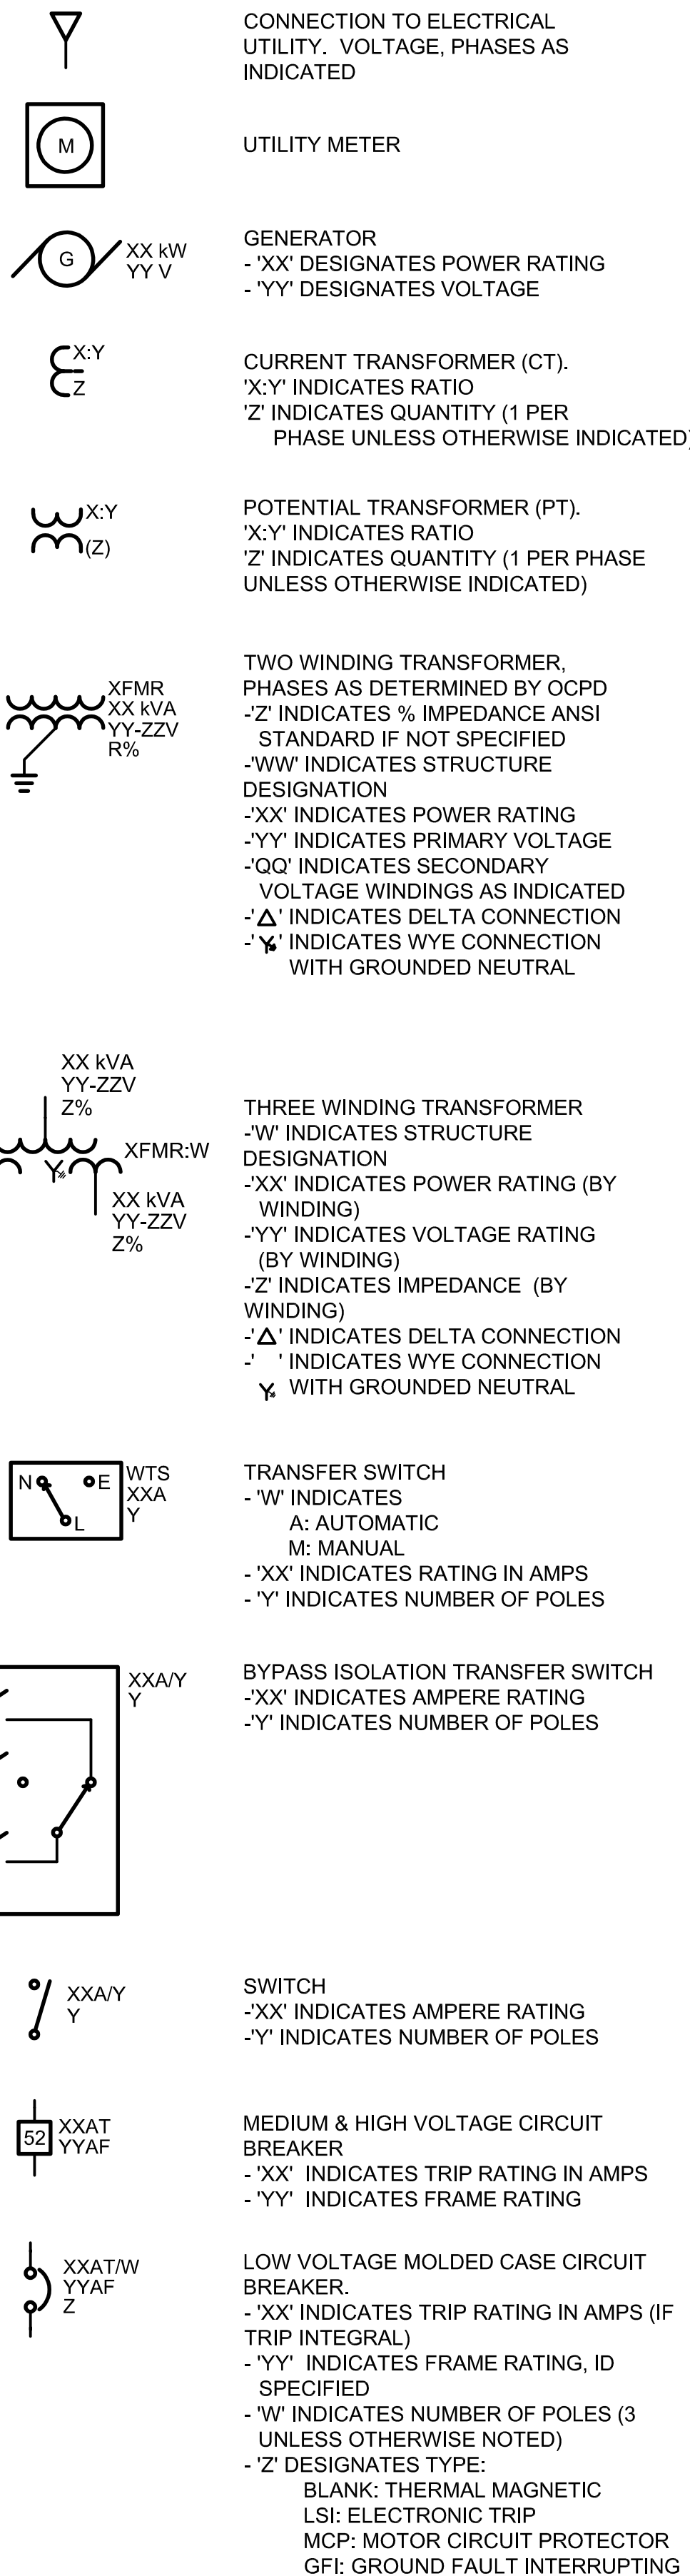 CONNECTION TO ELECTRICAL
UTILITY. VOLTAGE, PHASES AS
INDICATED
M
UTILITY METER
G
XX kW
YY V
GENERATOR
- 'XX' DESIGNATES POWER RATING
- 'YY' DESIGNATES VOLTAGE
X:Y
Z
CURRENT TRANSFORMER (CT).
'X:Y' INDICATES RATIO
'Z' INDICATES QUANTITY (1 PER
PHASE UNLESS OTHERWISE INDICATED)
X:Y
(Z)
POTENTIAL TRANSFORMER (PT).
'X:Y' INDICATES RATIO
'Z' INDICATES QUANTITY (1 PER PHASE
UNLESS OTHERWISE INDICATED)
XFMR
XX kVA
YY-ZZV
R%
TWO WINDING TRANSFORMER,
PHASES AS DETERMINED BY OCPD
-'Z' INDICATES % IMPEDANCE ANSI
STANDARD IF NOT SPECIFIED
-'WW' INDICATES STRUCTURE
DESIGNATION
-'XX' INDICATES POWER RATING
-'YY' INDICATES PRIMARY VOLTAGE
-'QQ' INDICATES SECONDARY
VOLTAGE WINDINGS AS INDICATED
-'△' INDICATES DELTA CONNECTION
-'Y' INDICATES WYE CONNECTION
WITH GROUNDED NEUTRAL
XX kVA
YY-ZZV
Z%
XFMR:W
Y
XX kVA
YY-ZZV
Z%
THREE WINDING TRANSFORMER
-'W' INDICATES STRUCTURE
DESIGNATION
-'XX' INDICATES POWER RATING (BY
WINDING)
-'YY' INDICATES VOLTAGE RATING
(BY WINDING)
-'Z' INDICATES IMPEDANCE (BY
WINDING)
-'△' INDICATES DELTA CONNECTION
-' ' INDICATES WYE CONNECTION
Y WITH GROUNDED NEUTRAL
N E
L
WTS
XXA
Y
TRANSFER SWITCH
- 'W' INDICATES
A: AUTOMATIC
M: MANUAL
- 'XX' INDICATES RATING IN AMPS
- 'Y' INDICATES NUMBER OF POLES
XXA/Y
Y
BYPASS ISOLATION TRANSFER SWITCH
-'XX' INDICATES AMPERE RATING
-'Y' INDICATES NUMBER OF POLES
XXA/Y
Y
SWITCH
-'XX' INDICATES AMPERE RATING
-'Y' INDICATES NUMBER OF POLES
52
XXAT
YYAF
MEDIUM & HIGH VOLTAGE CIRCUIT
BREAKER
- 'XX' INDICATES TRIP RATING IN AMPS
- 'YY' INDICATES FRAME RATING
XXAT/W
YYAF
Z
LOW VOLTAGE MOLDED CASE CIRCUIT
BREAKER.
- 'XX' INDICATES TRIP RATING IN AMPS (IF
TRIP INTEGRAL)
- 'YY' INDICATES FRAME RATING, ID
SPECIFIED
- 'W' INDICATES NUMBER OF POLES (3
UNLESS OTHERWISE NOTED)
- 'Z' DESIGNATES TYPE:
BLANK: THERMAL MAGNETIC
LSI: ELECTRONIC TRIP
MCP: MOTOR CIRCUIT PROTECTOR
GFI: GROUND FAULT INTERRUPTING